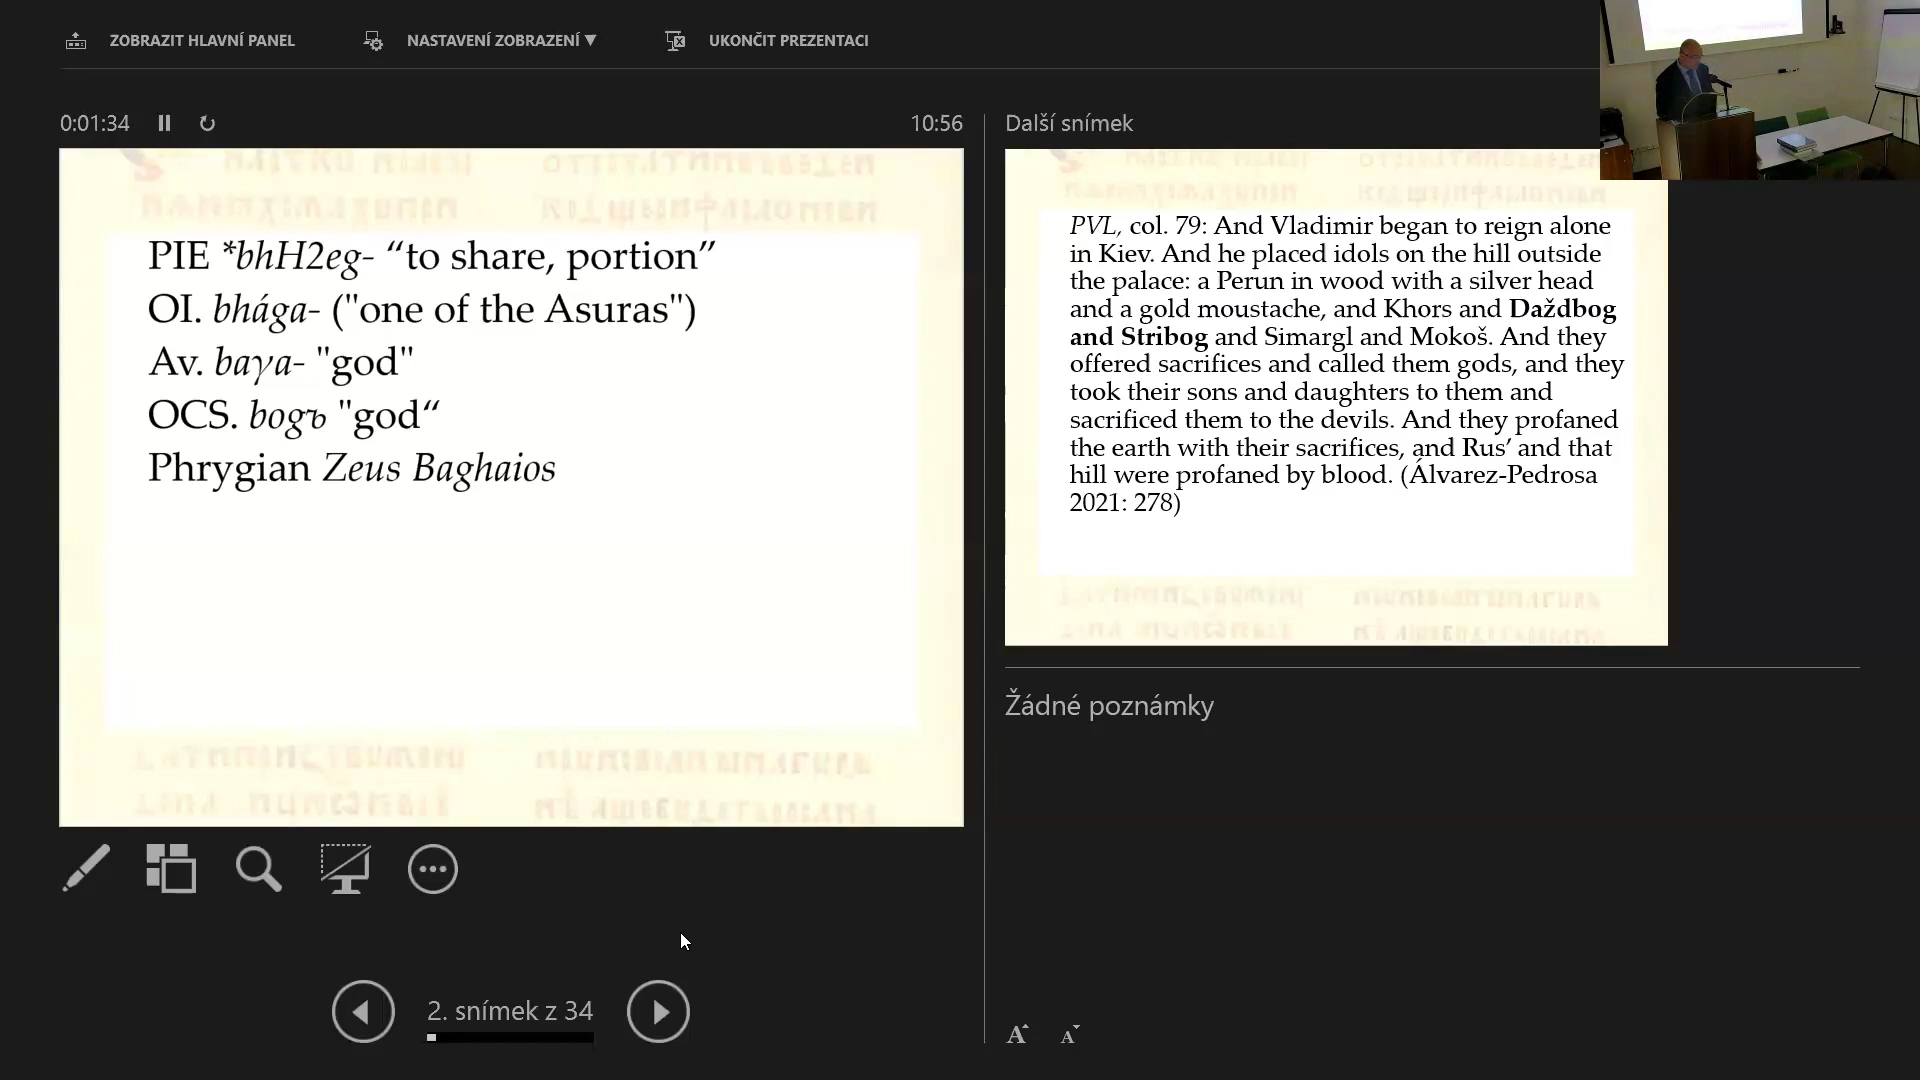 ZOBRAZIT HLAVNÍ PANEL
NASTAVENÍ ZOBRAZENÍ ▼
UKONČIT PREZENTACI
0:01:34
10:56
PIE *bhH2eg- “to share, portion”
OI. bhága- ("one of the Asuras")
Av. baγa- "god"
OCS. bogъ "god“
Phrygian Zeus Baghaios
2. snímek z 34
Další snímek
PVL, col. 79: And Vladimir began to reign alone
in Kiev. And he placed idols on the hill outside
the palace: a Perun in wood with a silver head
and a gold moustache, and Khors and Daždbog
and Stribog and Simargl and Mokoš. And they
offered sacrifices and called them gods, and they
took their sons and daughters to them and
sacrificed them to the devils. And they profaned
the earth with their sacrifices, and Rus’ and that
hill were profaned by blood. (Álvarez-Pedrosa
2021: 278)
Žádné poznámky
A A